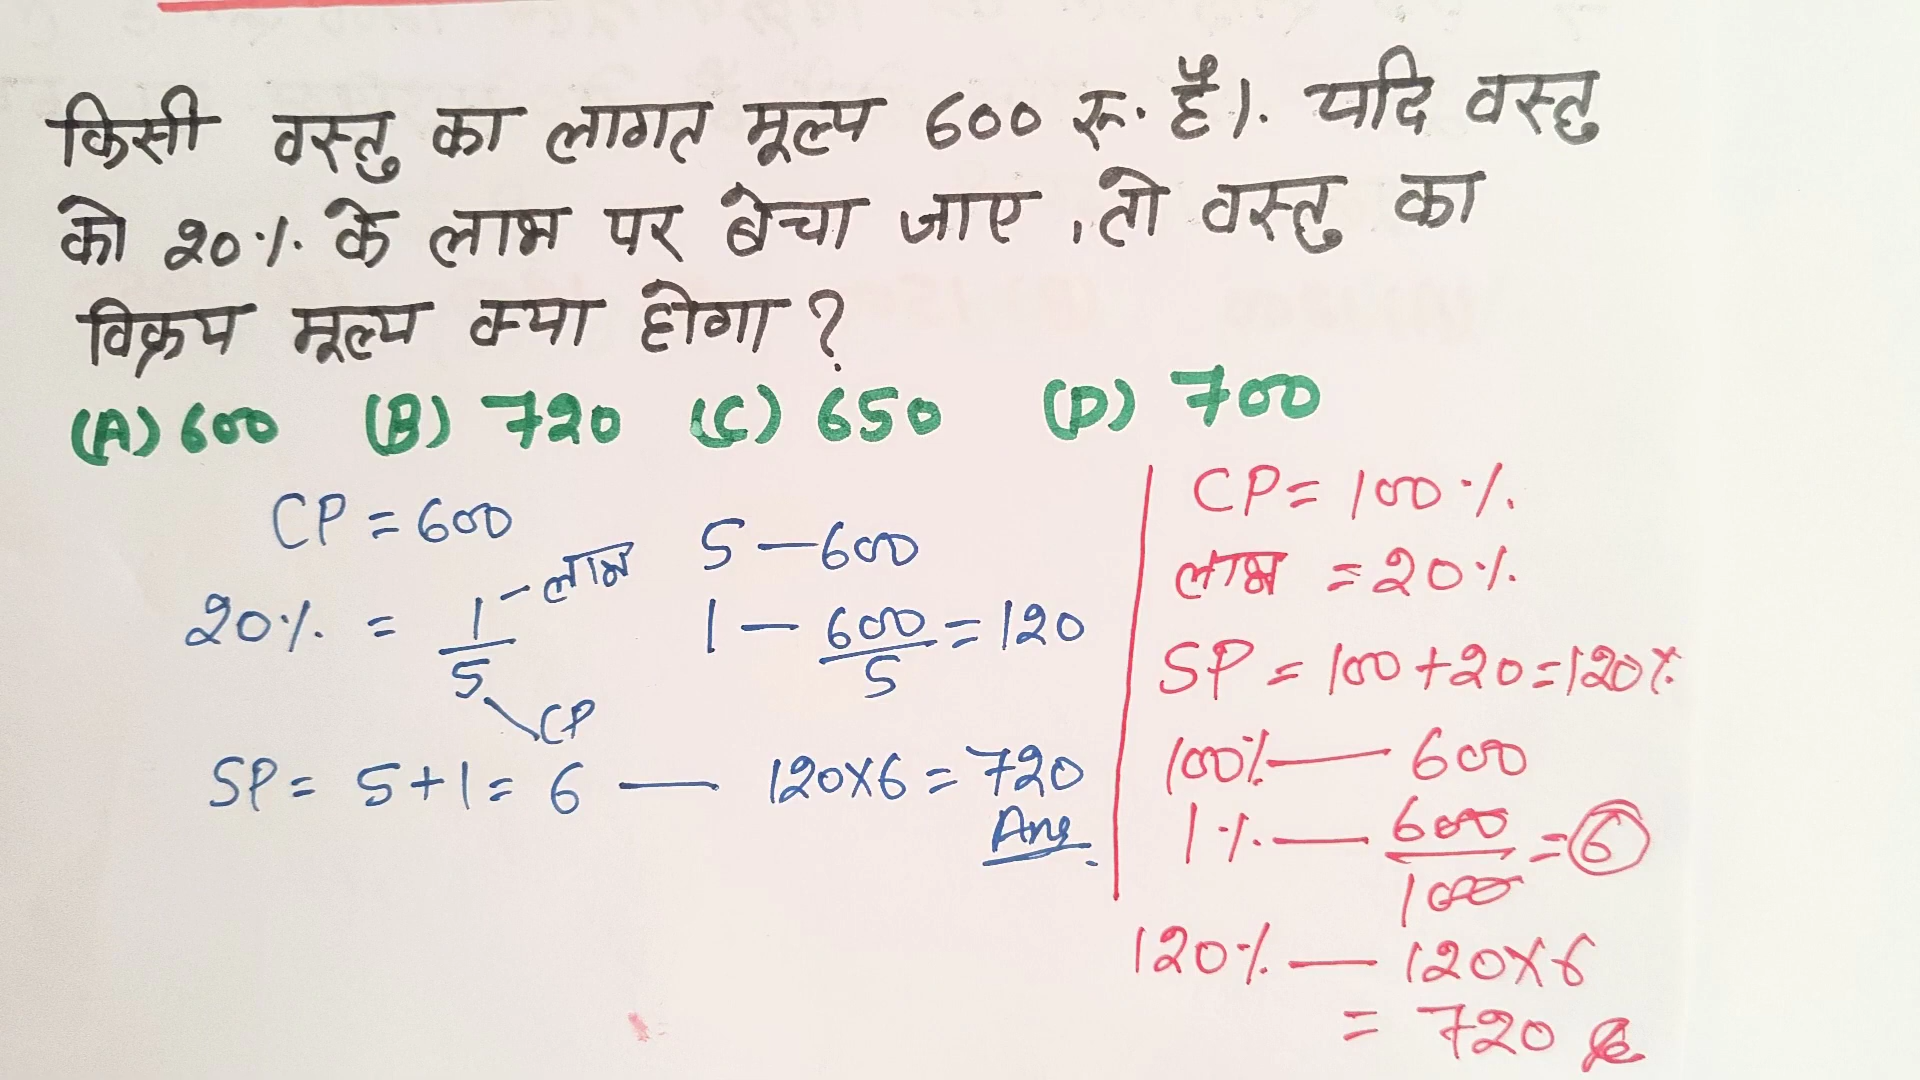 किसी वस्तु का लागत मूल्य 600 रू. है। यदि वस्तु
को 20%. के लाभ पर बेचा जाए, तो वस्तु का
विक्रय मूल्य क्या होगा ?
(A) 600 (B) 720 (C) 650 (D) 700
CP = 600
20% = 1/5
लाभ
CP
5 — 600
1 — 600/5 = 120
SP = 5+1 = 6 — 120×6 = 720
Ans.
CP = 100%
लाभ = 20%
SP = 100+20 = 120%
100% — 600
1% — 600/100 = 6
120% — 120×6
= 720